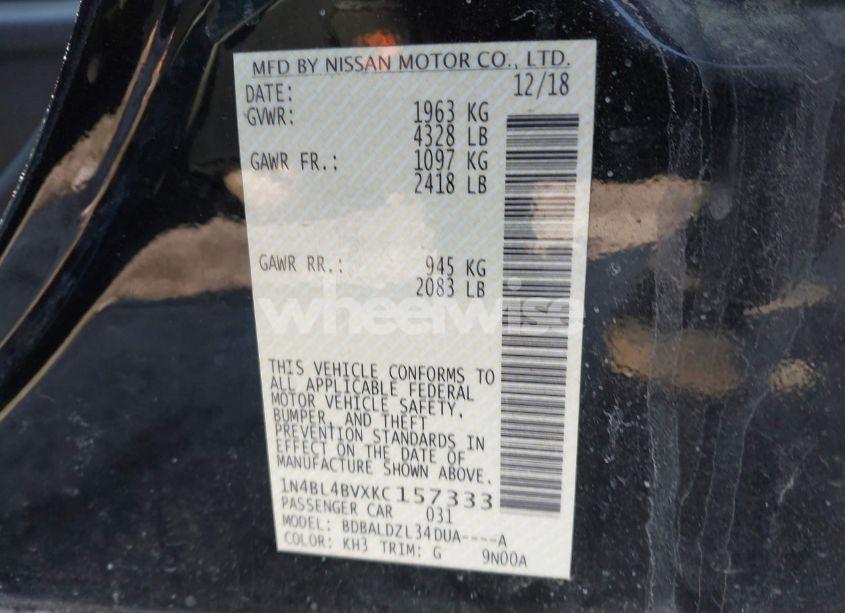 MFD BY NISSAN MOTOR CO., LTD.
DATE: 12/18
GVWR: 1963 KG
4328 LB
GAWR FR.: 1097 KG
2418 LB
GAWR RR.: 945 KG
2083 LB
wheelwise
THIS VEHICLE CONFORMS TO
ALL APPLICABLE FEDERAL
MOTOR VEHICLE SAFETY,
BUMPER, AND THEFT
PREVENTION STANDARDS IN
EFFECT ON THE DATE OF
MANUFACTURE SHOWN ABOVE.
1N4BL4BVXKC157333
PASSENGER CAR 031
MODEL: BDBALDZL34DUA----A
COLOR: KH3 TRIM: G 9N00A